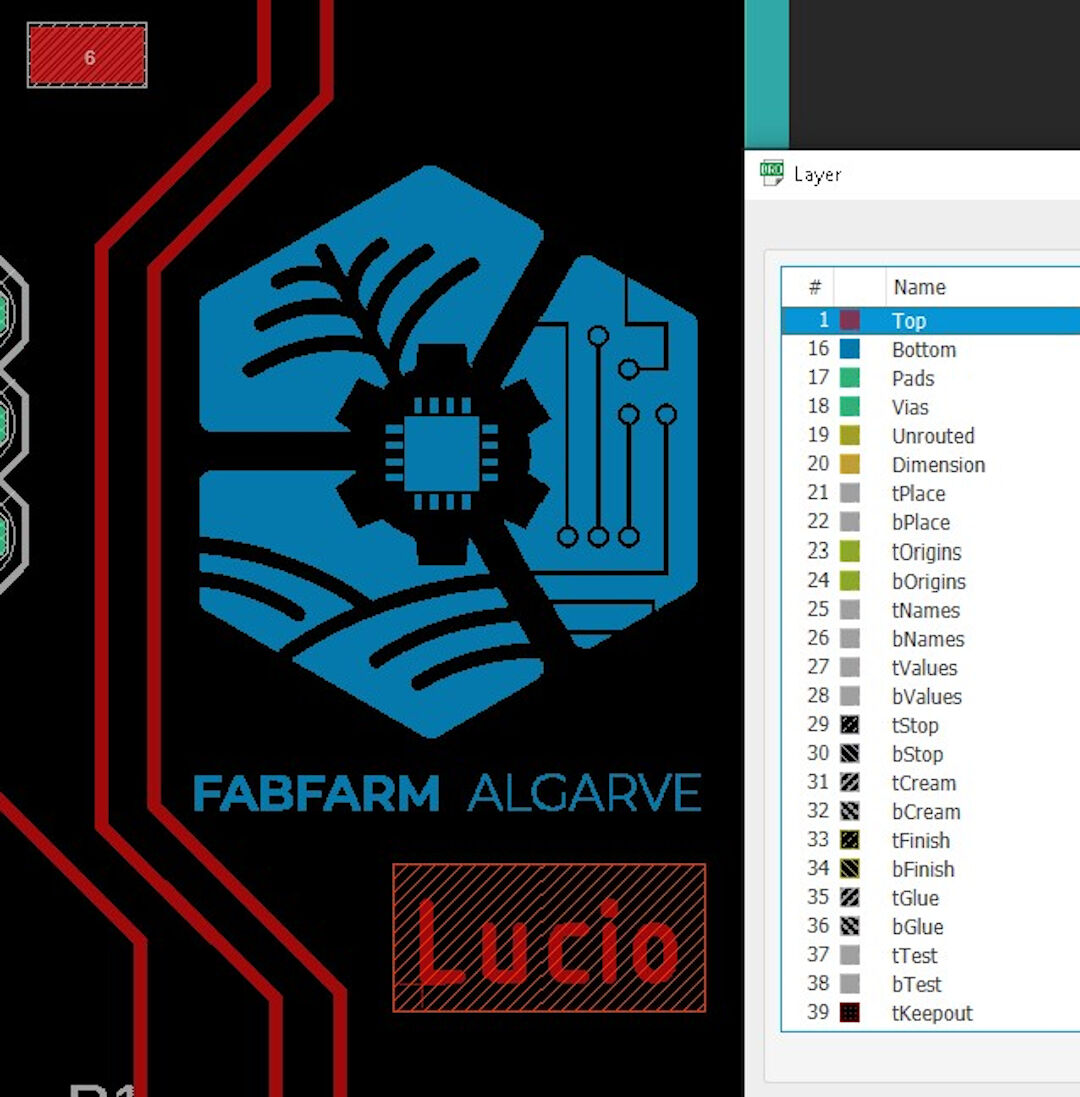 6
FABFARM ALGARVE
Lucio
R1
BRD Layer
# Name
1 Top
16 Bottom
17 Pads
18 Vias
19 Unrouted
20 Dimension
21 tPlace
22 bPlace
23 tOrigins
24 bOrigins
25 tNames
26 bNames
27 tValues
28 bValues
29 tStop
30 bStop
31 tCream
32 bCream
33 tFinish
34 bFinish
35 tGlue
36 bGlue
37 tTest
38 bTest
39 tKeepout